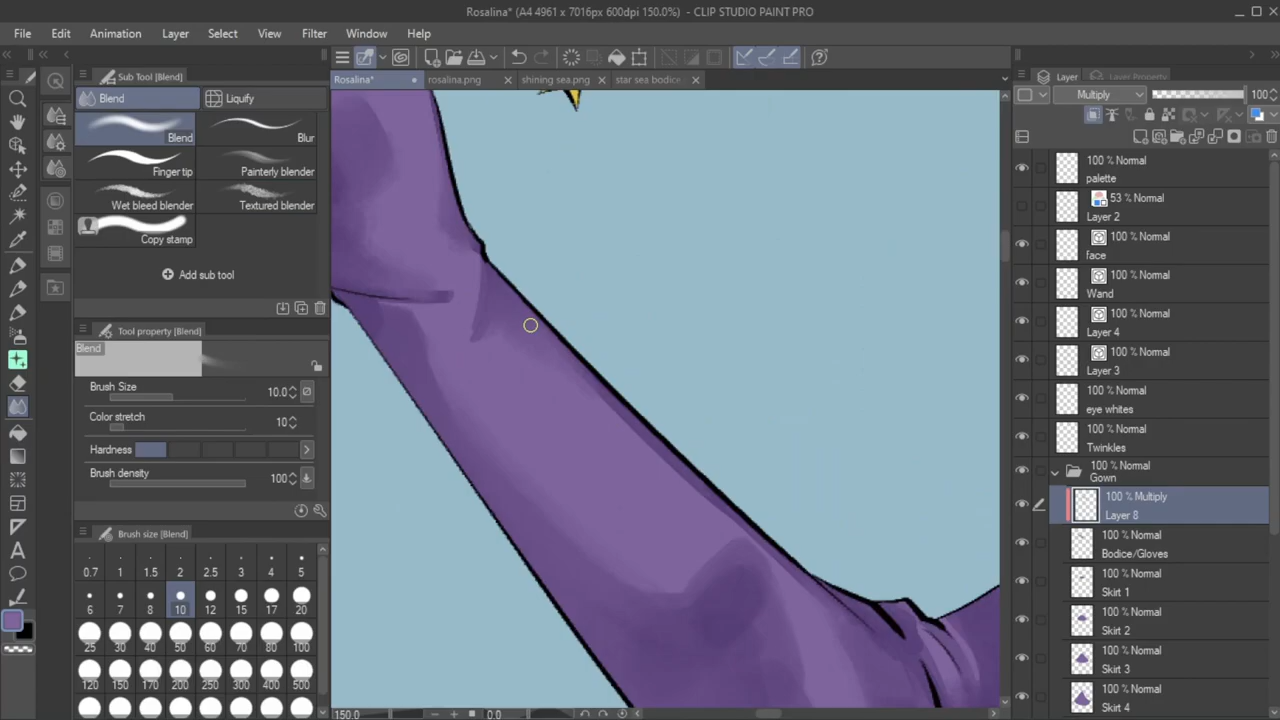 Rosalina* (A4 4961 x 7016px 600dpi 150.0%) - CLIP STUDIO PAINT PRO
File Edit Animation Layer Select View Filter Window Help
Sub Tool [Blend]
Blend Liquify
Blend Blur
Finger tip Painterly blender
Wet bleed blender Textured blender
Copy stamp
Add sub tool
Tool property [Blend]
Blend
Brush Size 10.0
Color stretch 10
Hardness
Brush density 100
Brush size [Blend]
0.7 1 1.5 2 2.5 3 4 5
6 7 8 10 12 15 17 20
25 30 40 50 60 70 80 100
120 150 170 200 250 300 400 500
Rosalina* rosalina.png shining sea.png star sea bodice
150.0 0.0
Layer Layer Property
Multiply 100
100 % Normal
palette
53 % Normal
Layer 2
100 % Normal
face
100 % Normal
Wand
100 % Normal
Layer 4
100 % Normal
Layer 3
100 % Normal
eye whites
100 % Normal
Twinkles
100 % Normal
Gown
100 % Multiply
Layer 8
100 % Normal
Bodice/Gloves
100 % Normal
Skirt 1
100 % Normal
Skirt 2
100 % Normal
Skirt 3
100 % Normal
Skirt 4